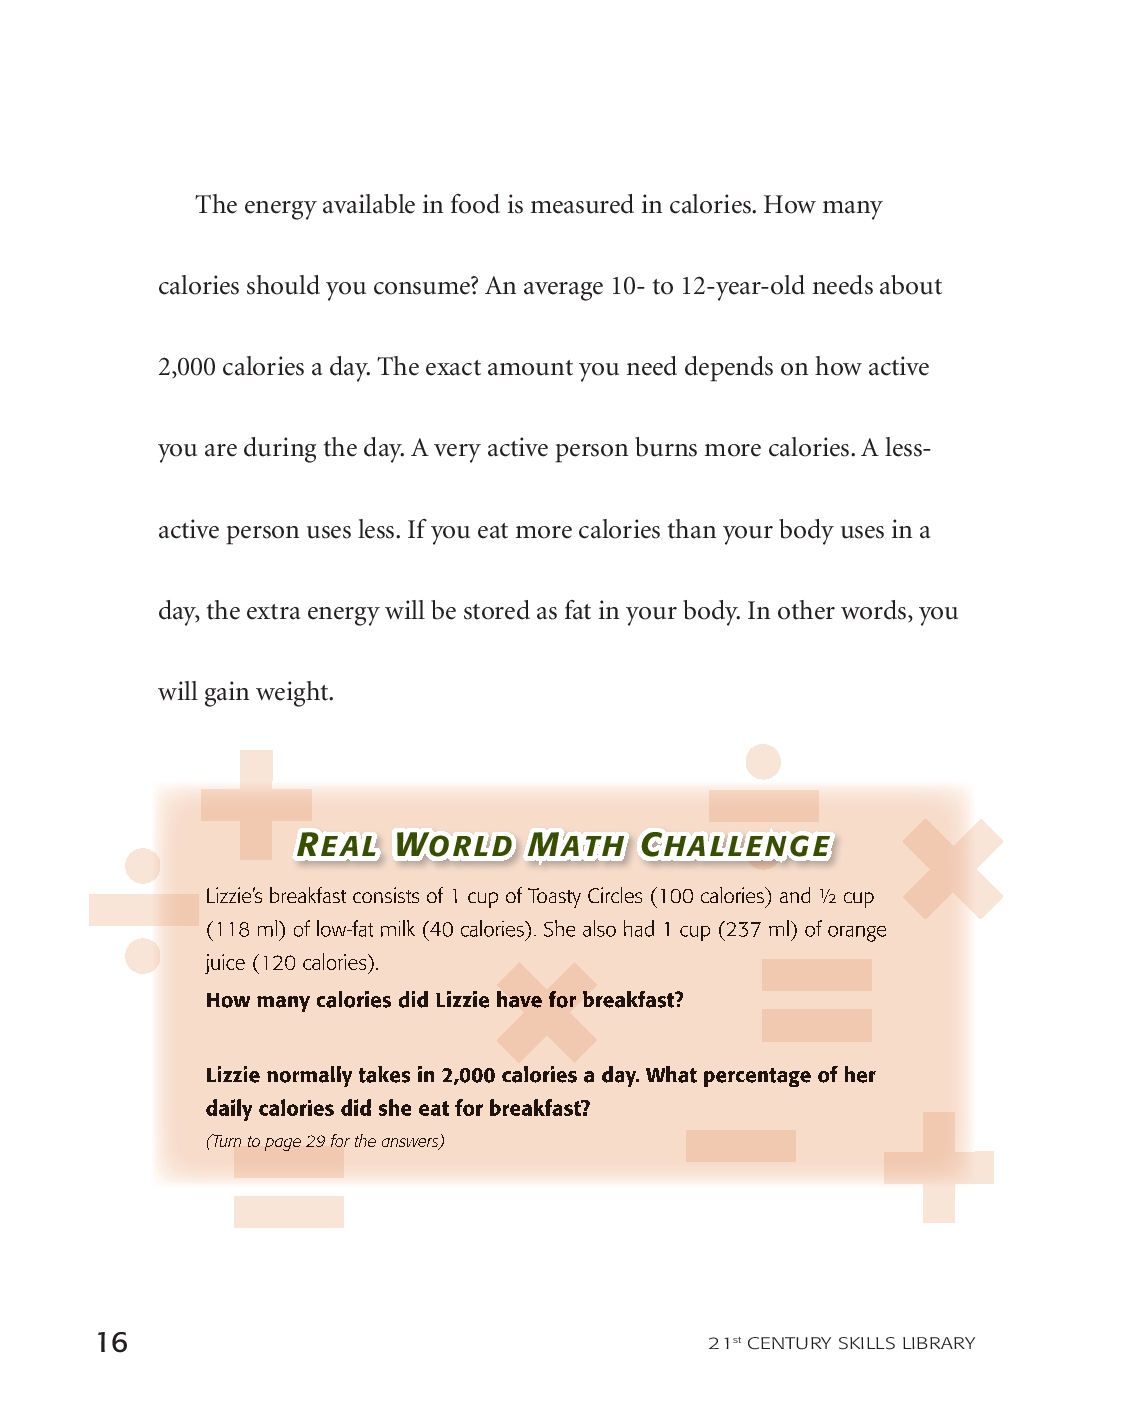 The energy available in food is measured in calories. How many
calories should you consume? An average 10- to 12-year-old needs about
2,000 calories a day. The exact amount you need depends on how active
you are during the day. A very active person burns more calories. A less-
active person uses less. If you eat more calories than your body uses in a
day, the extra energy will be stored as fat in your body. In other words, you
will gain weight.
REAL WORLD MATH CHALLENGE
Lizzie's breakfast consists of 1 cup of Toasty Circles (100 calories) and ½ cup
(118 ml) of low-fat milk (40 calories). She also had 1 cup (237 ml) of orange
juice (120 calories).
How many calories did Lizzie have for breakfast?
Lizzie normally takes in 2,000 calories a day. What percentage of her
daily calories did she eat for breakfast?
(Turn to page 29 for the answers)
16
21st CENTURY SKILLS LIBRARY